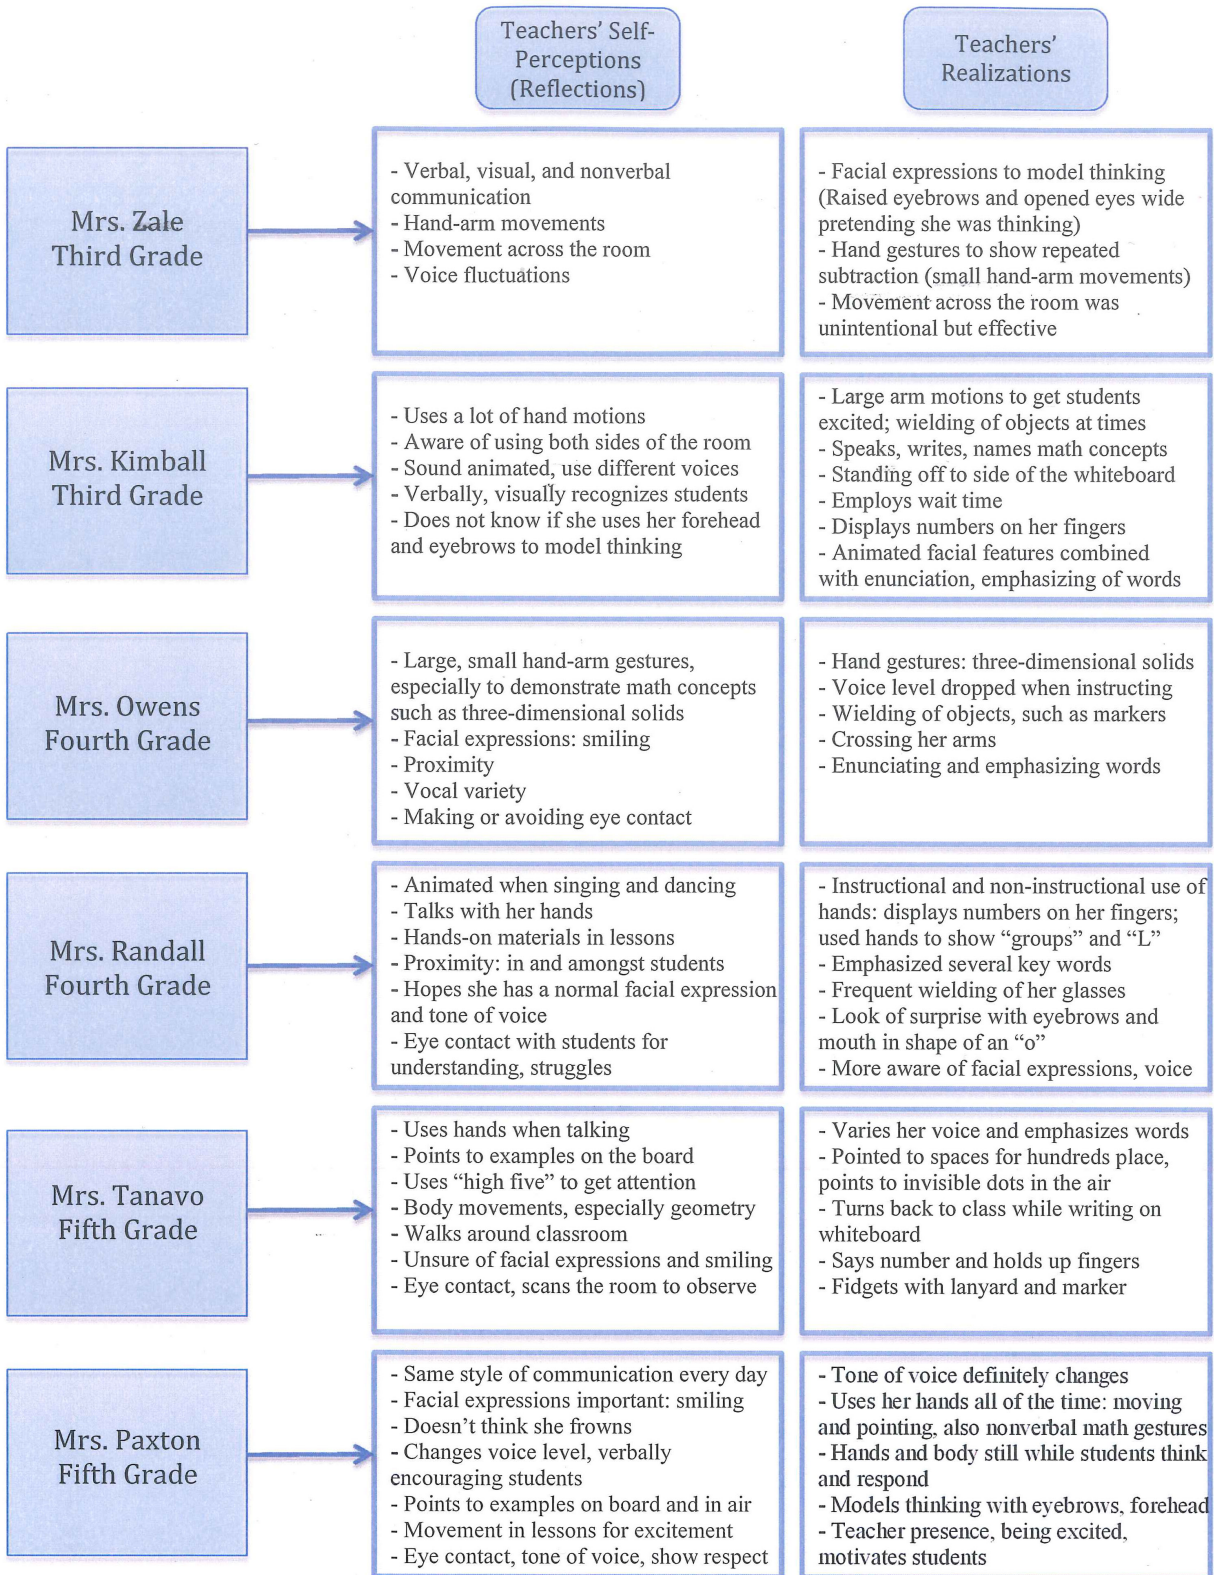 Teachers' Self-
Perceptions
(Reflections)
Teachers'
Realizations
Mrs. Zale
Third Grade
- Verbal, visual, and nonverbal
communication
- Hand-arm movements
- Movement across the room
- Voice fluctuations
- Facial expressions to model thinking
(Raised eyebrows and opened eyes wide
pretending she was thinking)
- Hand gestures to show repeated
subtraction (small hand-arm movements)
- Movement across the room was
unintentional but effective
Mrs. Kimball
Third Grade
- Uses a lot of hand motions
- Aware of using both sides of the room
- Sound animated, use different voices
- Verbally, visually recognizes students
- Does not know if she uses her forehead
and eyebrows to model thinking
- Large arm motions to get students
excited; wielding of objects at times
- Speaks, writes, names math concepts
- Standing off to side of the whiteboard
- Employs wait time
- Displays numbers on her fingers
- Animated facial features combined
with enunciation, emphasizing of words
Mrs. Owens
Fourth Grade
- Large, small hand-arm gestures,
especially to demonstrate math concepts
such as three-dimensional solids
- Facial expressions: smiling
- Proximity
- Vocal variety
- Making or avoiding eye contact
- Hand gestures: three-dimensional solids
- Voice level dropped when instructing
- Wielding of objects, such as markers
- Crossing her arms
- Enunciating and emphasizing words
Mrs. Randall
Fourth Grade
- Animated when singing and dancing
- Talks with her hands
- Hands-on materials in lessons
- Proximity: in and amongst students
- Hopes she has a normal facial expression
and tone of voice
- Eye contact with students for
understanding, struggles
- Instructional and non-instructional use of
hands: displays numbers on her fingers;
used hands to show “groups” and “L”
- Emphasized several key words
- Frequent wielding of her glasses
- Look of surprise with eyebrows and
mouth in shape of an “o”
- More aware of facial expressions, voice
Mrs. Tanavo
Fifth Grade
- Uses hands when talking
- Points to examples on the board
- Uses “high five” to get attention
- Body movements, especially geometry
- Walks around classroom
- Unsure of facial expressions and smiling
- Eye contact, scans the room to observe
- Varies her voice and emphasizes words
- Pointed to spaces for hundreds place,
points to invisible dots in the air
- Turns back to class while writing on
whiteboard
- Says number and holds up fingers
- Fidgets with lanyard and marker
Mrs. Paxton
Fifth Grade
- Same style of communication every day
- Facial expressions important: smiling
- Doesn't think she frowns
- Changes voice level, verbally
encouraging students
- Points to examples on board and in air
- Movement in lessons for excitement
- Eye contact, tone of voice, show respect
- Tone of voice definitely changes
- Uses her hands all of the time: moving
and pointing, also nonverbal math gestures
- Hands and body still while students think
and respond
- Models thinking with eyebrows, forehead
- Teacher presence, being excited,
motivates students